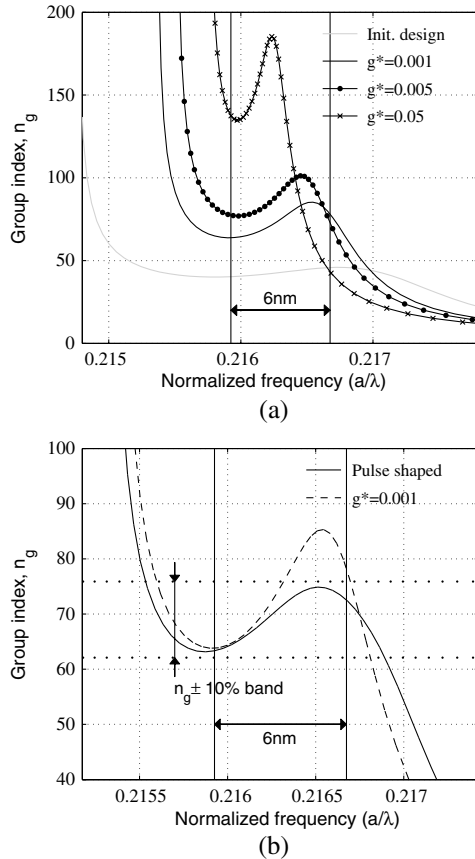 200
150
100
50
0
Group index, n_g
Init. design
g*=0.001
g*=0.005
g*=0.05
6nm
0.215
0.216
0.217
Normalized frequency (a/λ)
(a)
100
90
80
70
60
50
40
Group index, n_g
Pulse shaped
g*=0.001
n_g± 10% band
6nm
0.2155
0.216
0.2165
0.217
Normalized frequency (a/λ)
(b)